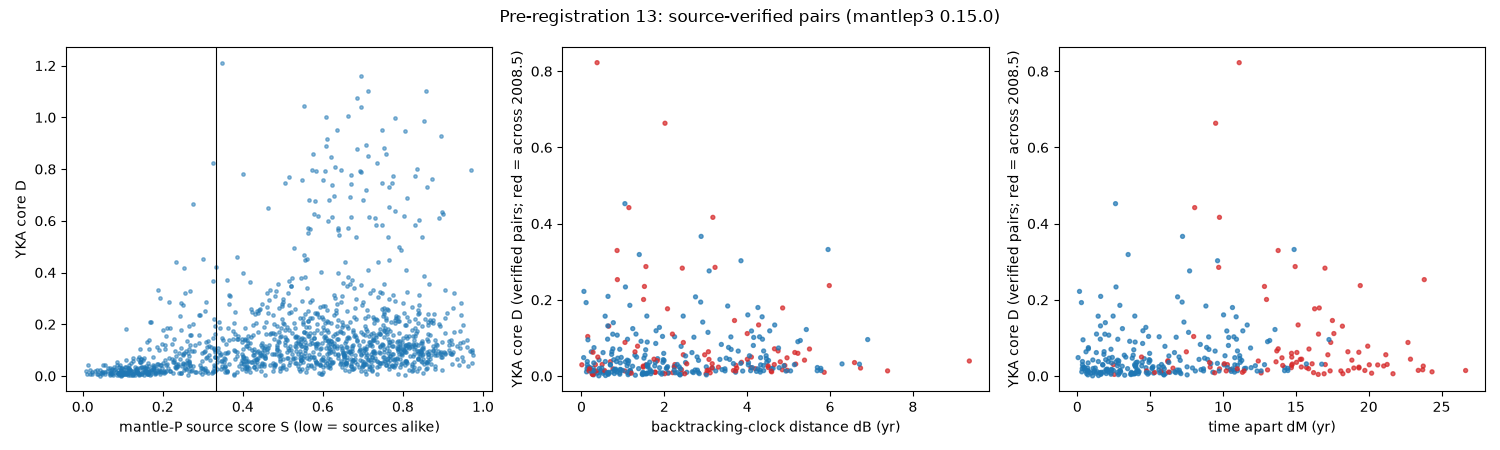 Pre-registration 13: source-verified pairs (mantlep3 0.15.0)
YKA core D
1.2
1.0
0.8
0.6
0.4
0.2
0.0
0.0 0.2 0.4 0.6 0.8 1.0
mantle-P source score S (low = sources alike)
YKA core D (verified pairs; red = across 2008.5)
0.8
0.6
0.4
0.2
0.0
0 2 4 6 8
backtracking-clock distance dB (yr)
YKA core D (verified pairs; red = across 2008.5)
0.8
0.6
0.4
0.2
0.0
0 5 10 15 20 25
time apart dM (yr)